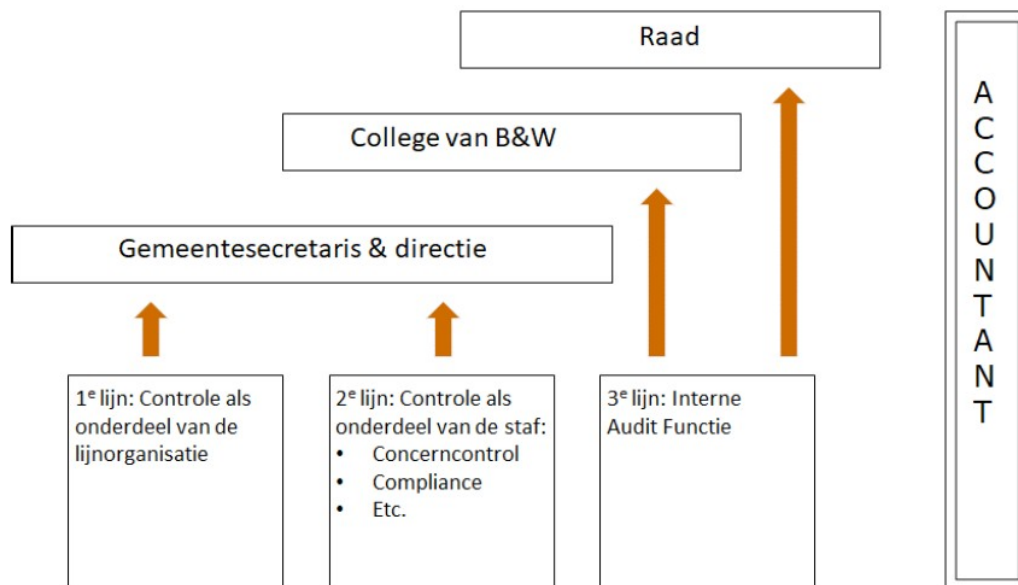 Raad
College van B&W
Gemeentesecretaris & directie
1e lijn: Controle als
onderdeel van de
lijnorganisatie
2e lijn: Controle als
onderdeel van de staf:
• Concerncontrol
• Compliance
• Etc.
3e lijn: Interne
Audit Functie
A
C
C
O
U
N
T
A
N
T